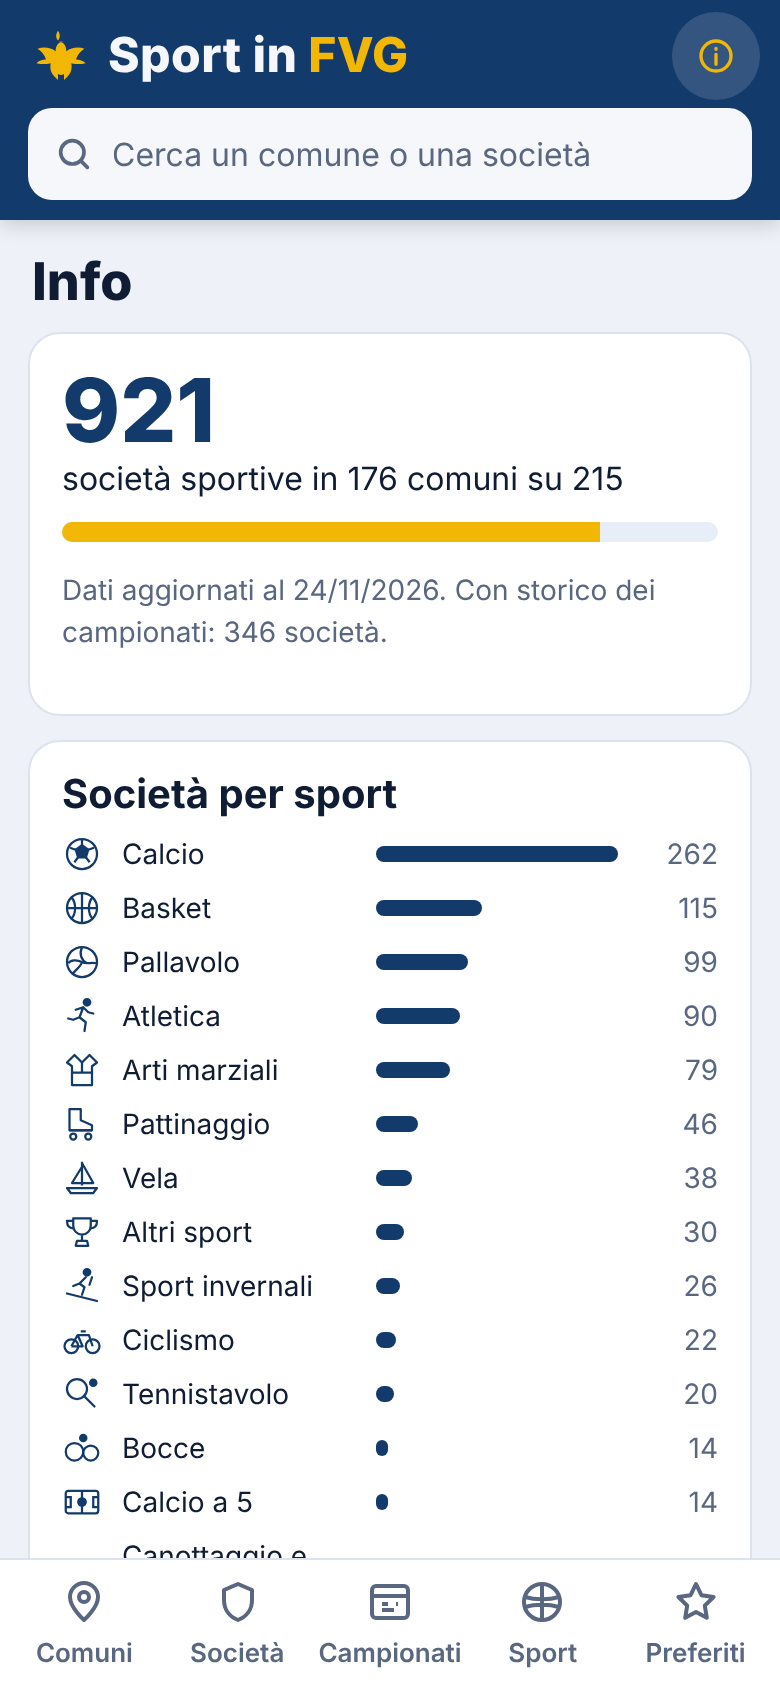 Sport in FVG
Cerca un comune o una società
Info
921
società sportive in 176 comuni su 215
Dati aggiornati al 24/11/2026. Con storico dei
campionati: 346 società.
Società per sport
Calcio 262
Basket 115
Pallavolo 99
Atletica 90
Arti marziali 79
Pattinaggio 46
Vela 38
Altri sport 30
Sport invernali 26
Ciclismo 22
Tennistavolo 20
Bocce 14
Calcio a 5 14
Canottaggio e
Comuni Società Campionati Sport Preferiti